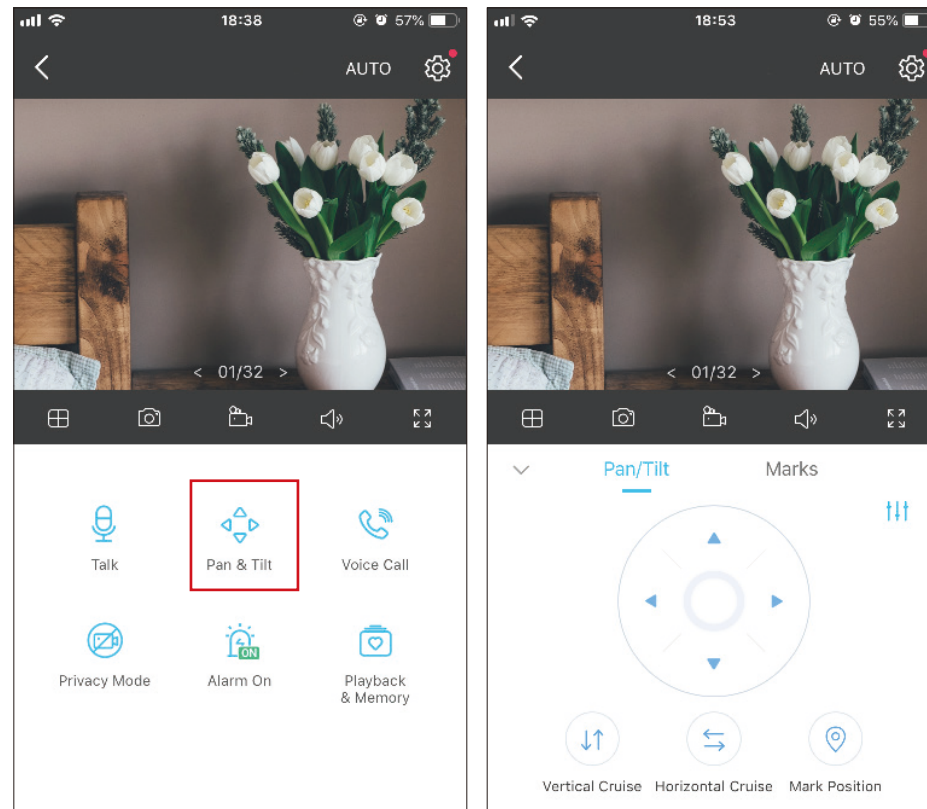 18:38
57%
AUTO
< 01/32 >
Talk
Pan & Tilt
Voice Call
Privacy Mode
ON
Alarm On
Playback
& Memory
18:53
55%
AUTO
< 01/32 >
Pan/Tilt
Marks
Vertical Cruise
Horizontal Cruise
Mark Position